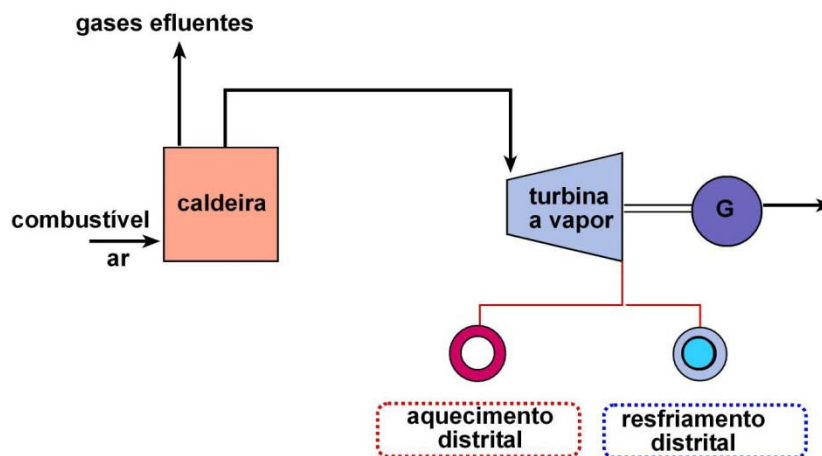 gases efluentes
caldeira
combustível
ar
turbina
a vapor
G
aquecimento
distrital
resfriamento
distrital